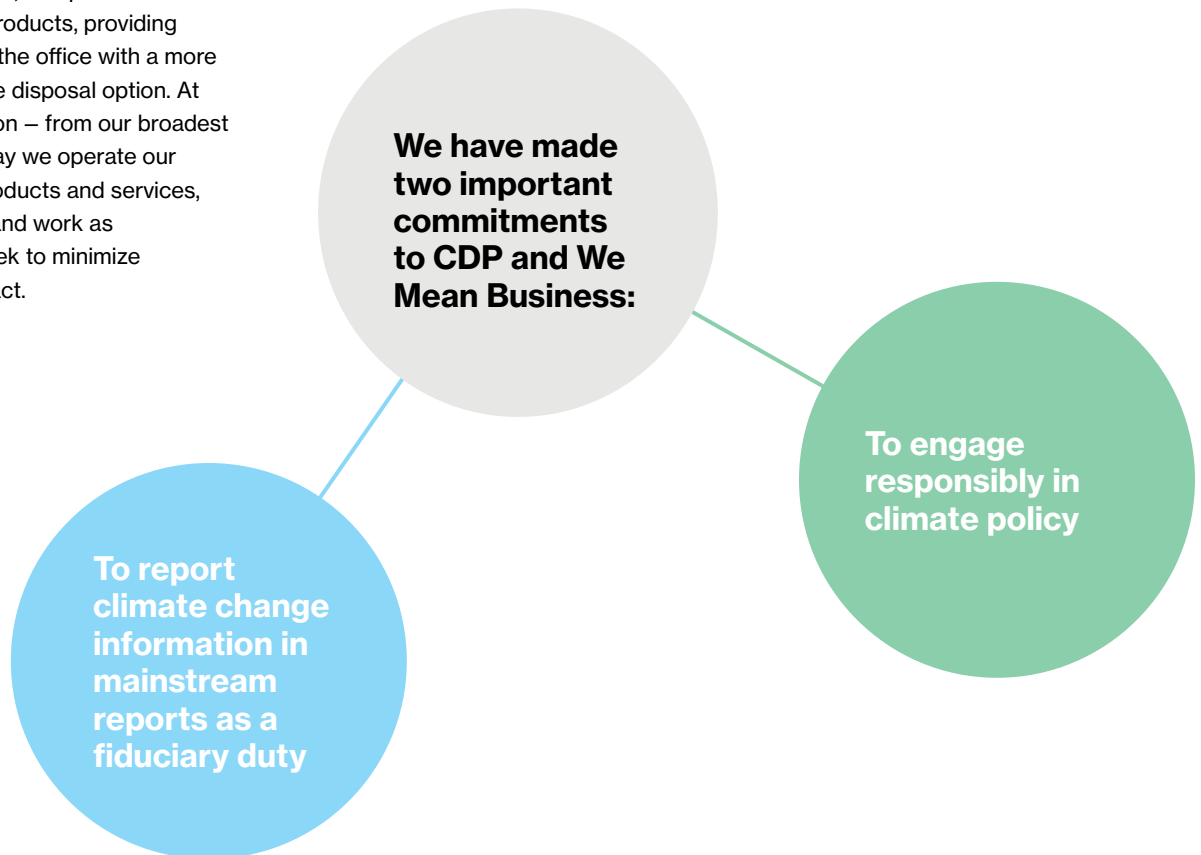 roducts, providing
the office with a more
e disposal option. At
on – from our broadest
ay we operate our
oducts and services,
and work as
ek to minimize
act.
We have made
two important
commitments
to CDP and We
Mean Business:
To engage
responsibly in
climate policy
To report
climate change
information in
mainstream
reports as a
fiduciary duty